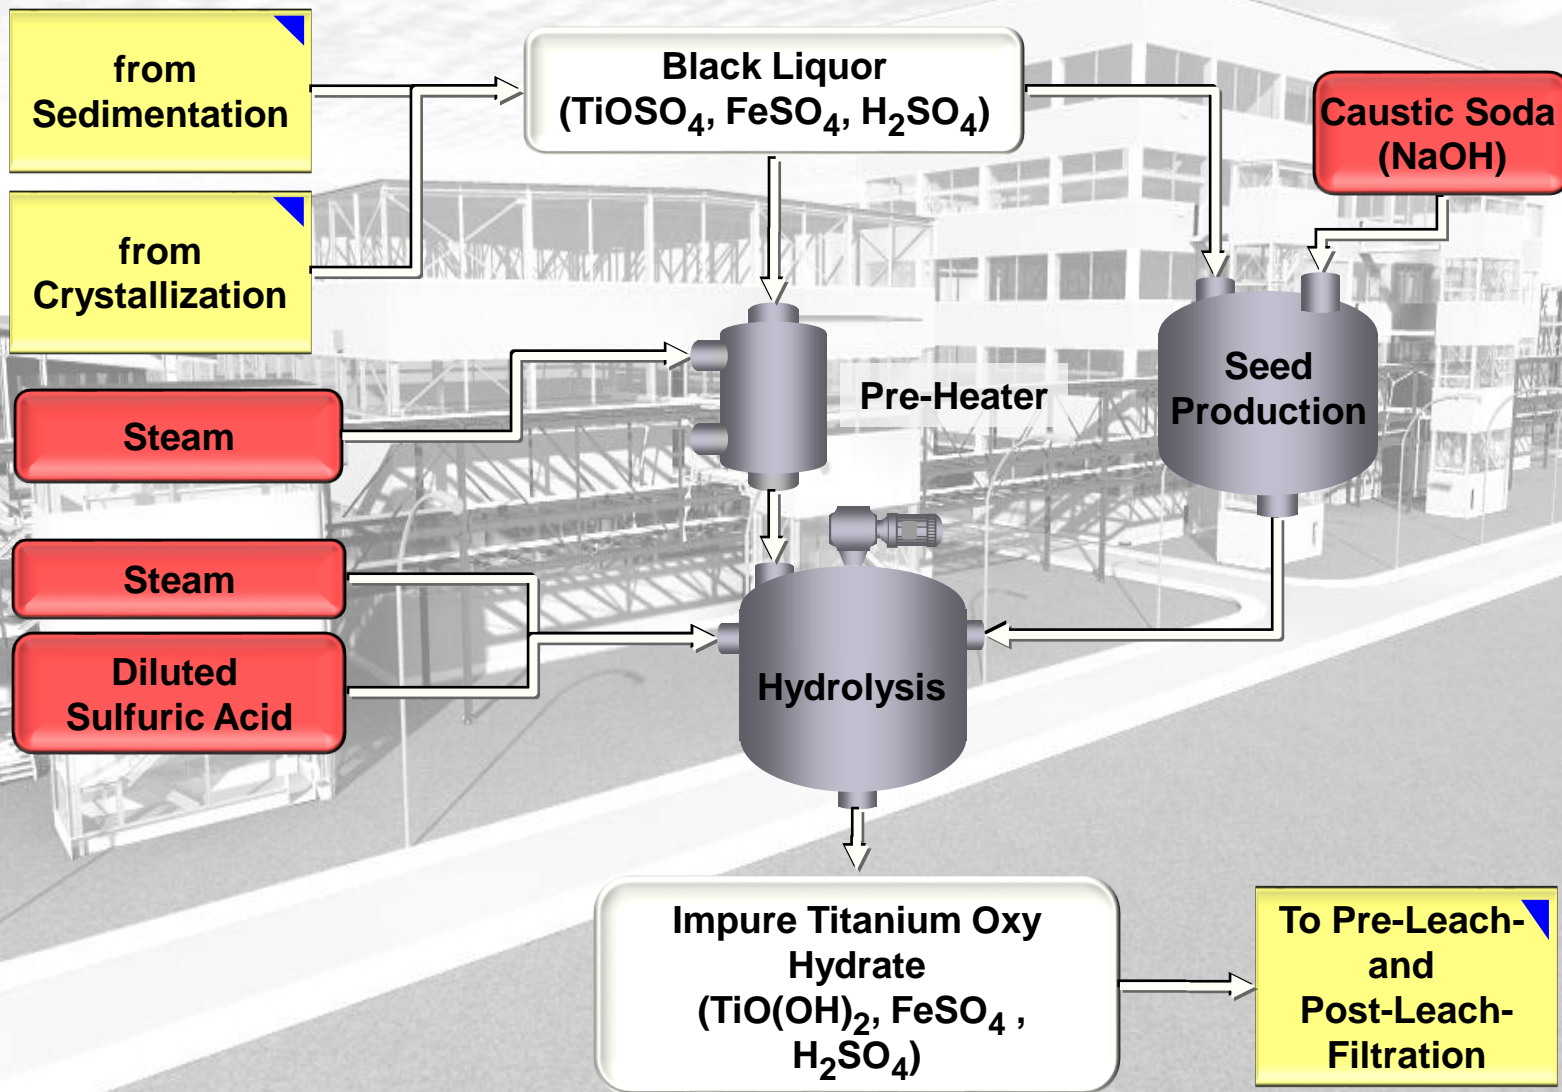 from
Sedimentation
Black Liquor
(TiOSO₄, FeSO₄, H₂SO₄)
Caustic Soda
(NaOH)
from
Crystallization
Steam
Pre-Heater
Seed
Production
Steam
Diluted
Sulfuric Acid
Hydrolysis
Impure Titanium Oxy
Hydrate
(TiO(OH)₂, FeSO₄ ,
H₂SO₄)
To Pre-Leach-
and
Post-Leach-
Filtration